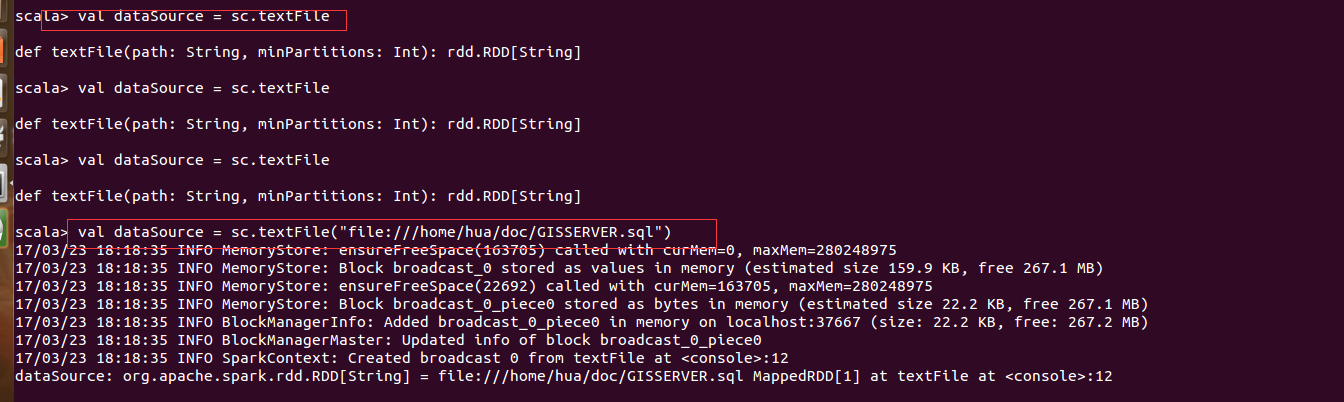 scala> val dataSource = sc.textFile
def textFile(path: String, minPartitions: Int): rdd.RDD[String]
scala> val dataSource = sc.textFile
def textFile(path: String, minPartitions: Int): rdd.RDD[String]
scala> val dataSource = sc.textFile
def textFile(path: String, minPartitions: Int): rdd.RDD[String]
scala> val dataSource = sc.textFile("file:///home/hua/doc/GISSERVER.sql")
17/03/23 18:18:35 INFO MemoryStore: ensureFreeSpace(163705) called with curMem=0, maxMem=280248975
17/03/23 18:18:35 INFO MemoryStore: Block broadcast_0 stored as values in memory (estimated size 159.9 KB, free 267.1 MB)
17/03/23 18:18:35 INFO MemoryStore: ensureFreeSpace(22692) called with curMem=163705, maxMem=280248975
17/03/23 18:18:35 INFO MemoryStore: Block broadcast_0_piece0 stored as bytes in memory (estimated size 22.2 KB, free 267.1 MB)
17/03/23 18:18:35 INFO BlockManagerInfo: Added broadcast_0_piece0 in memory on localhost:37667 (size: 22.2 KB, free: 267.2 MB)
17/03/23 18:18:35 INFO BlockManagerMaster: Updated info of block broadcast_0_piece0
17/03/23 18:18:35 INFO SparkContext: Created broadcast 0 from textFile at <console>:12
dataSource: org.apache.spark.rdd.RDD[String] = file:///home/hua/doc/GISSERVER.sql MappedRDD[1] at textFile at <console>:12